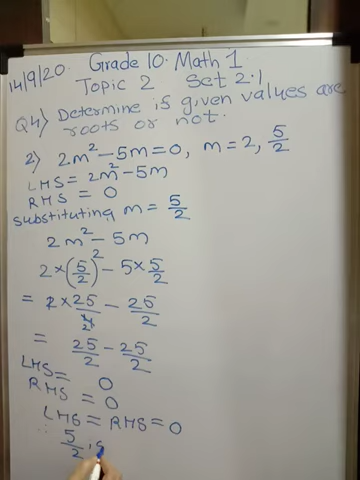 14/9/20 Grade 10. Math 1
Topic 2 Set 2.1
Q4) Determine is given values are
roots or not.
2) 2m² - 5m = 0, m = 2, 5/2
LHS = 2m² - 5m
RHS = 0
substituting m = 5/2
2m² - 5m
2 × (5/2)² - 5 × 5/2
= 2 × 25/4 - 25/2
= 25/2 - 25/2
LHS = 0
RHS = 0
LHS = RHS = 0
∴ 5/2 is